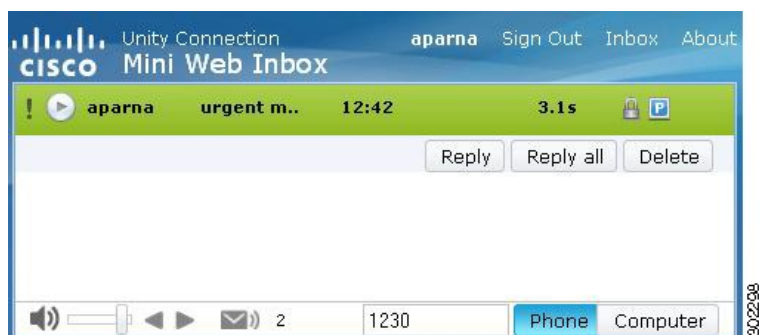 Unity Connection aparna Sign Out Inbox About
CISCO Mini Web Inbox
! aparna urgent m.. 12:42 3.1s P
Reply Reply all Delete
2 1230 Phone Computer
302298